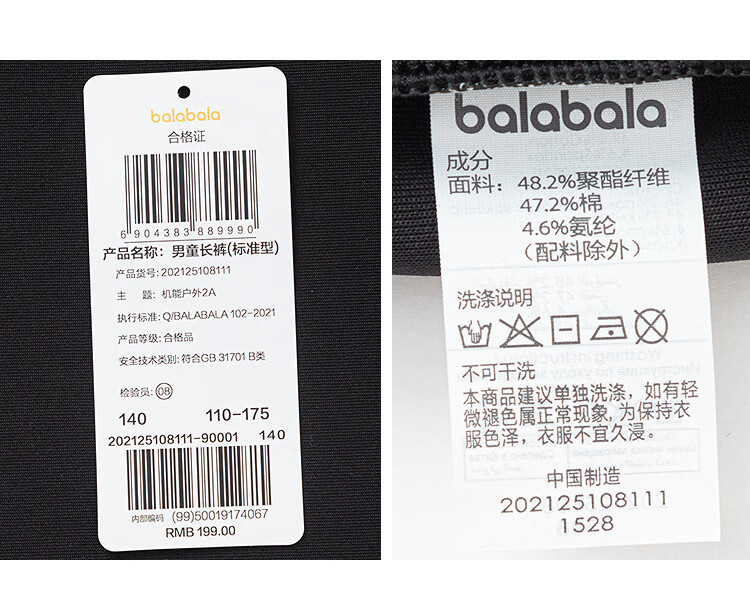 balabala
合格证
6 904383 889990
产品名称: 男童长裤(标准型)
产品货号: 202125108111
主 题: 机能户外2A
执行标准: Q/BALABALA 102-2021
产品等级: 合格品
安全技术类别: 符合GB 31701 B类
检验员: 08
140 110-175
202125108111-90001 140
内部编码 (99)50019174067
RMB 199.00
balabala
成分
面料: 48.2%聚酯纤维
47.2%棉
4.6%氨纶
(配料除外)
洗涤说明
不可干洗
本商品建议单独洗涤, 如有轻
微褪色属正常现象, 为保持衣
服色泽, 衣服不宜久浸。
中国制造
202125108111
1528